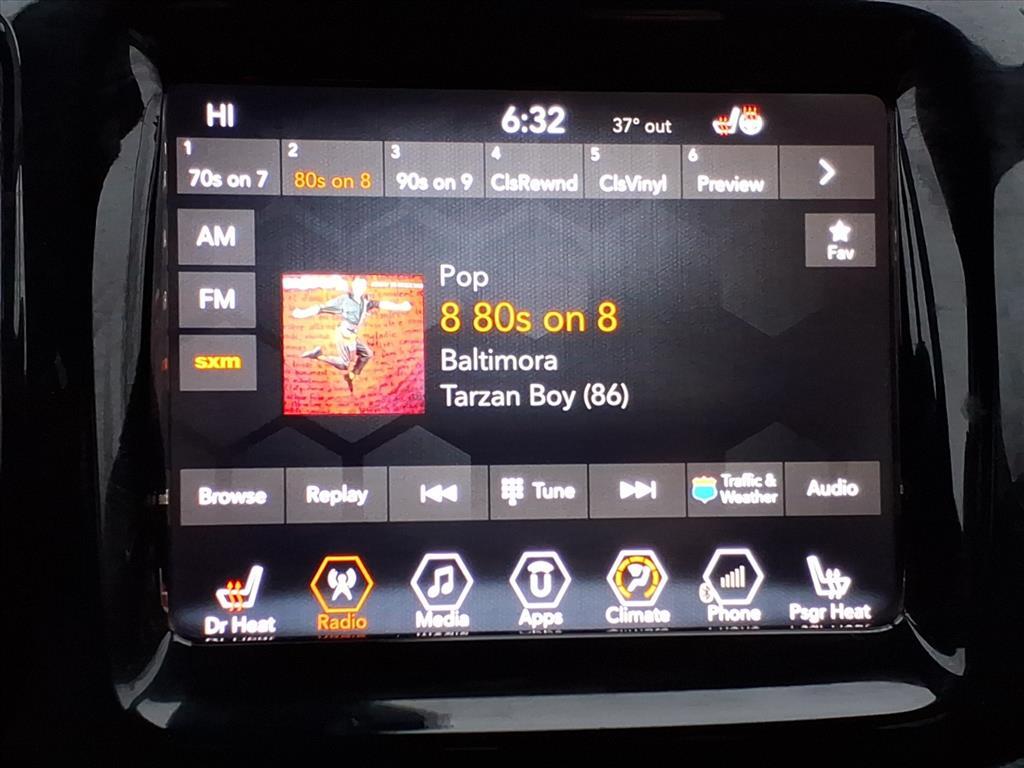 HI 6:32 37° out
1 2 3 4 5 6
70s on 7 80s on 8 90s on 9 ClsRewnd ClsVinyl Preview
AM
Fav
FM
sxm
Pop
8 80s on 8
Baltimora
Tarzan Boy (86)
Browse Replay Tune Traffic & Weather Audio
Dr Heat Radio Media Apps Climate Phone Psgr Heat